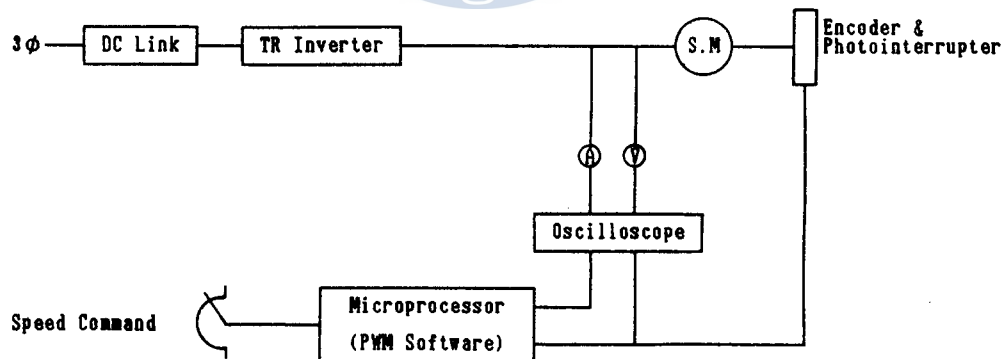 3φ
DC Link
TR Inverter
S.M
Encoder &
Photointerrupter
A
V
Oscilloscope
Speed Command
Microprocessor
(PWM Software)